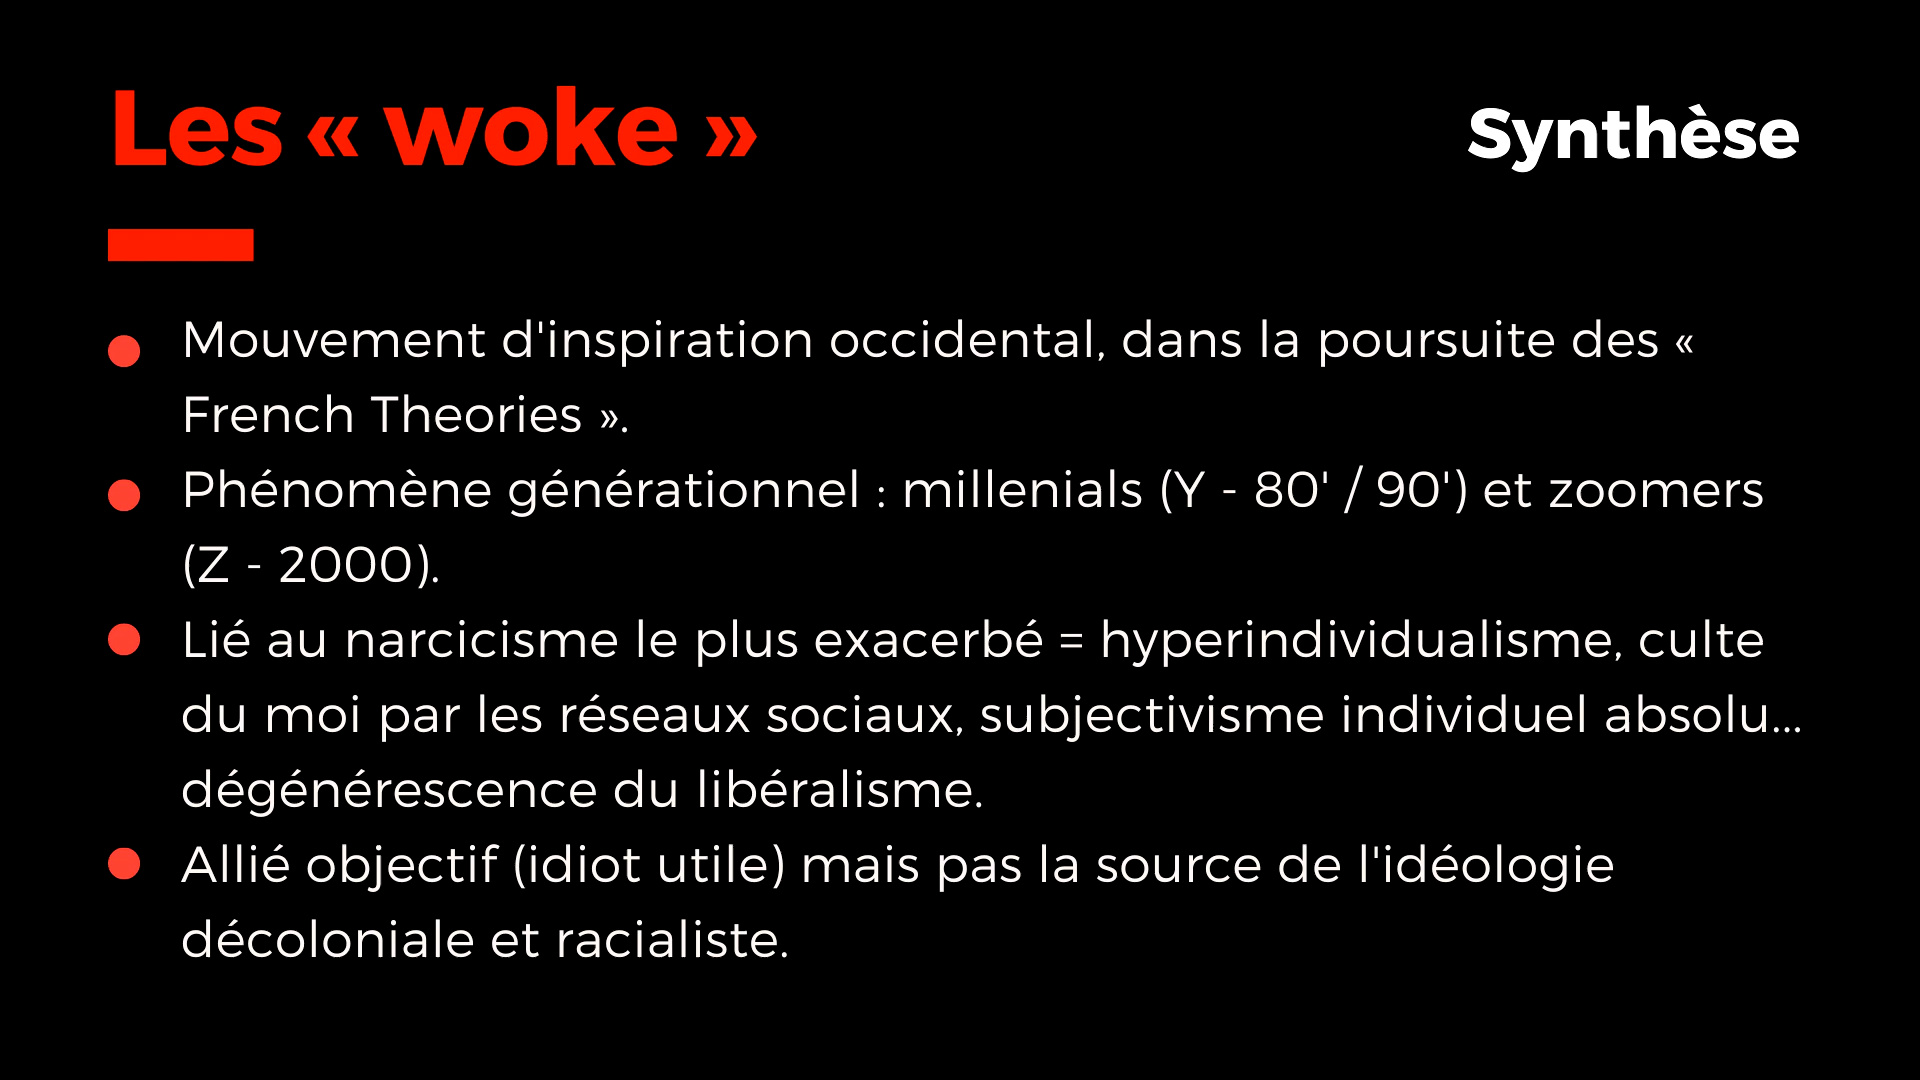 Les « woke »
Synthèse
Mouvement d'inspiration occidental, dans la poursuite des «
French Theories ».
Phénomène générationnel : millenials (Y - 80' / 90') et zoomers
(Z - 2000).
Lié au narcicisme le plus exacerbé = hyperindividualisme, culte
du moi par les réseaux sociaux, subjectivisme individuel absolu...
dégénérescence du libéralisme.
Allié objectif (idiot utile) mais pas la source de l'idéologie
décoloniale et racialiste.